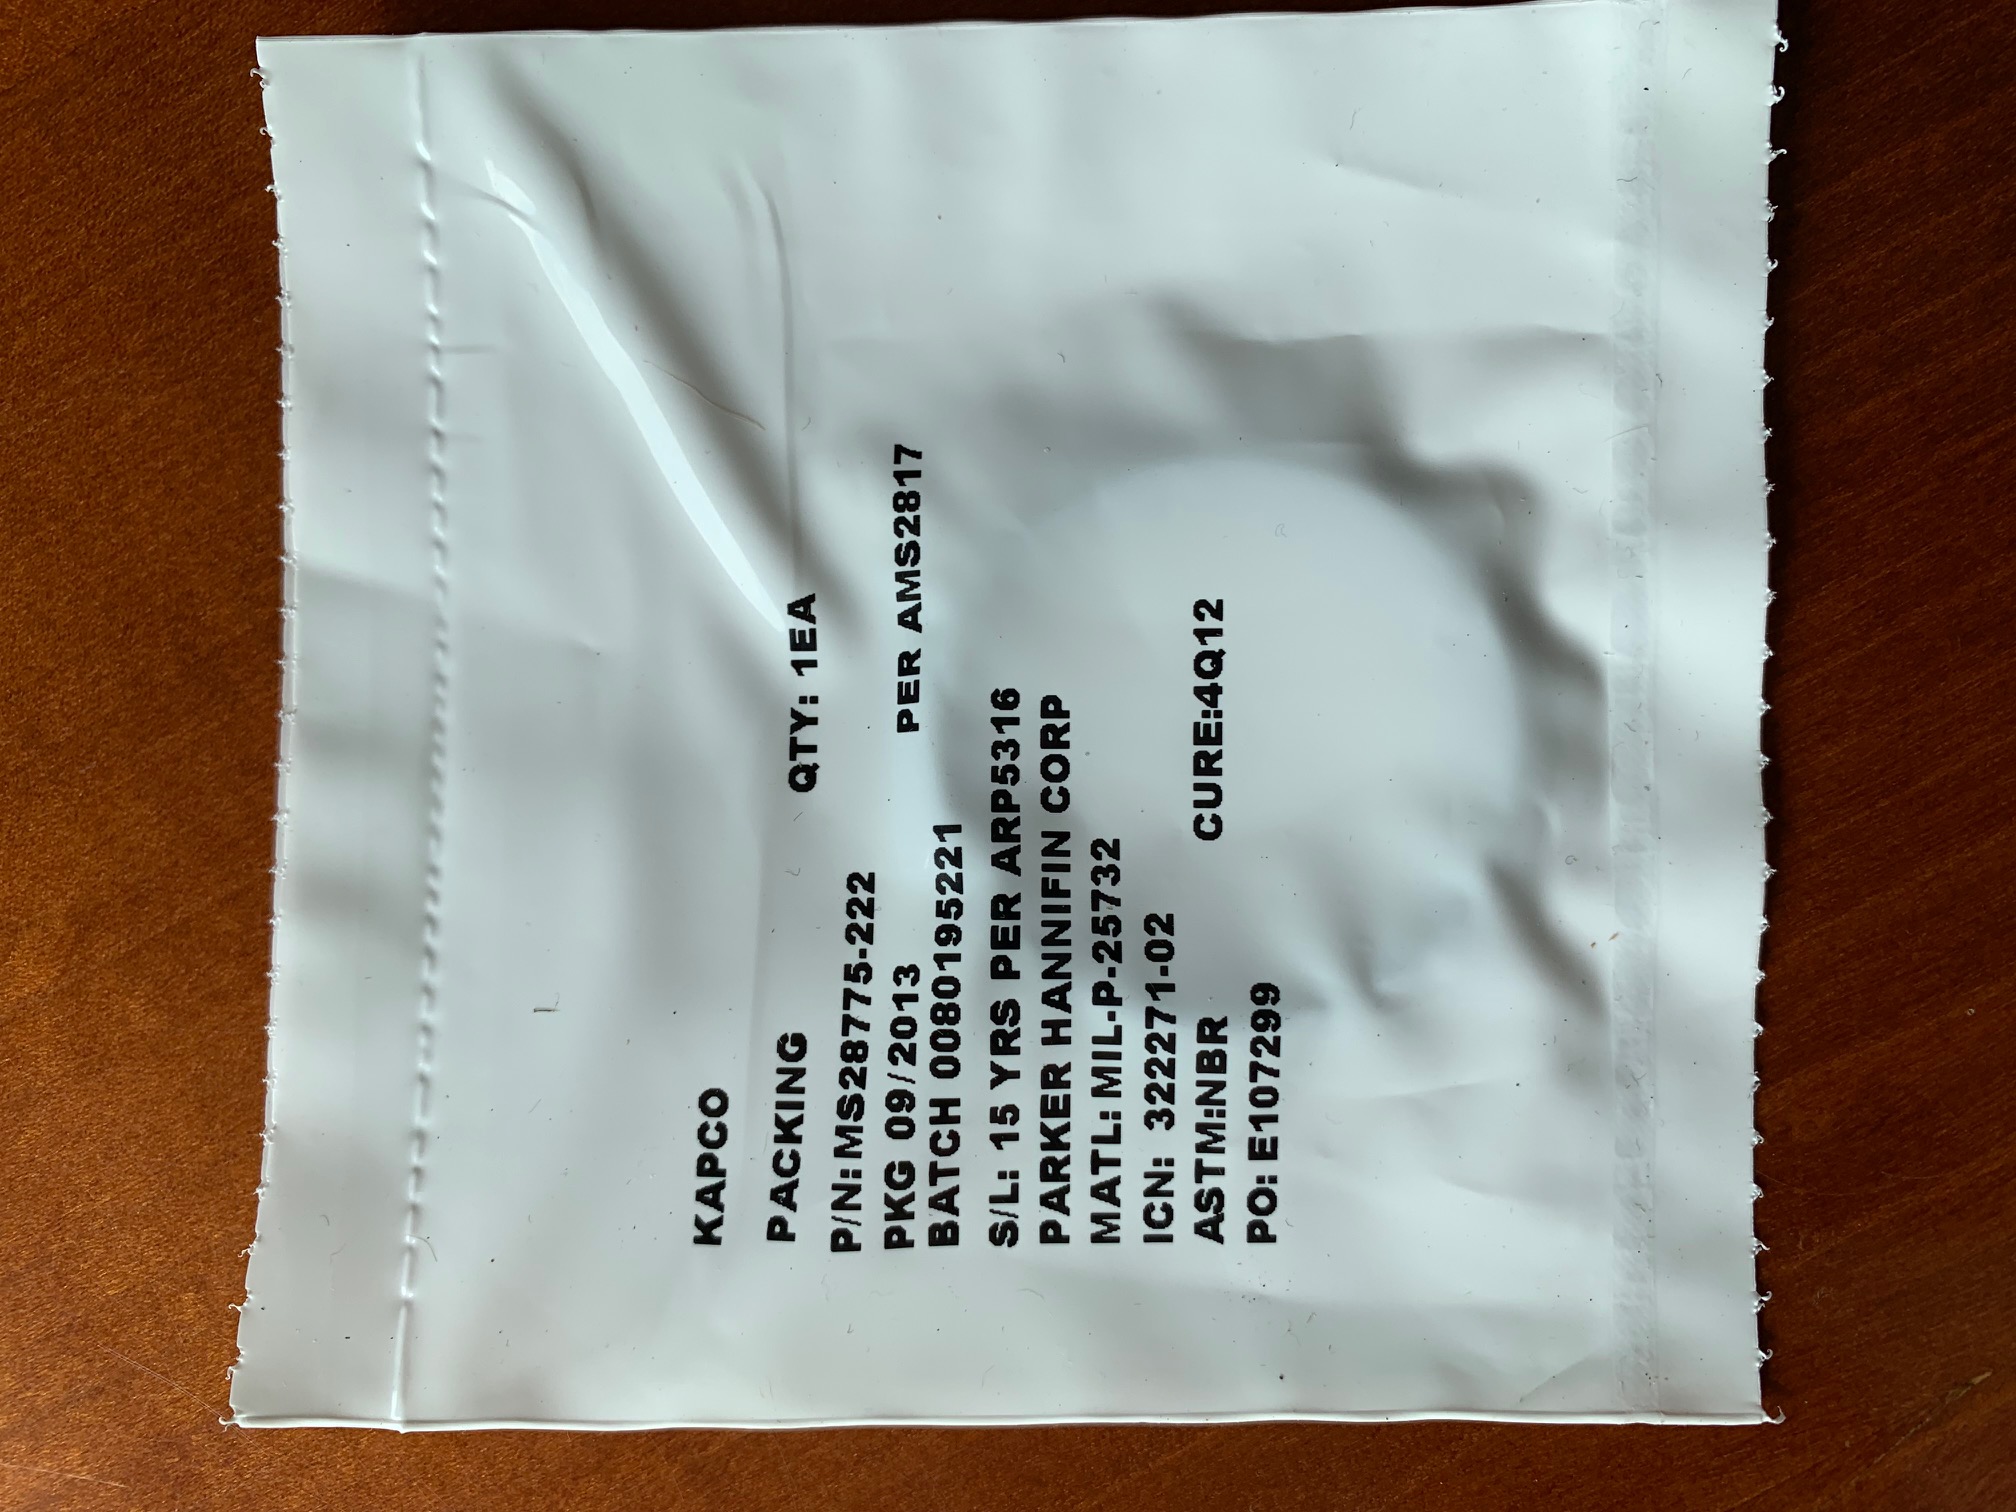 KAPCO
PACKING QTY: 1EA
P/N:MS28775-222
PKG 09/2013 PER AMS2817
BATCH 0080195221
S/L: 15 YRS PER ARP5316
PARKER HANNIFIN CORP
MATL: MIL-P-25732
ICN: 322271-02
ASTM:NBR CURE:4Q12
PO: E107299